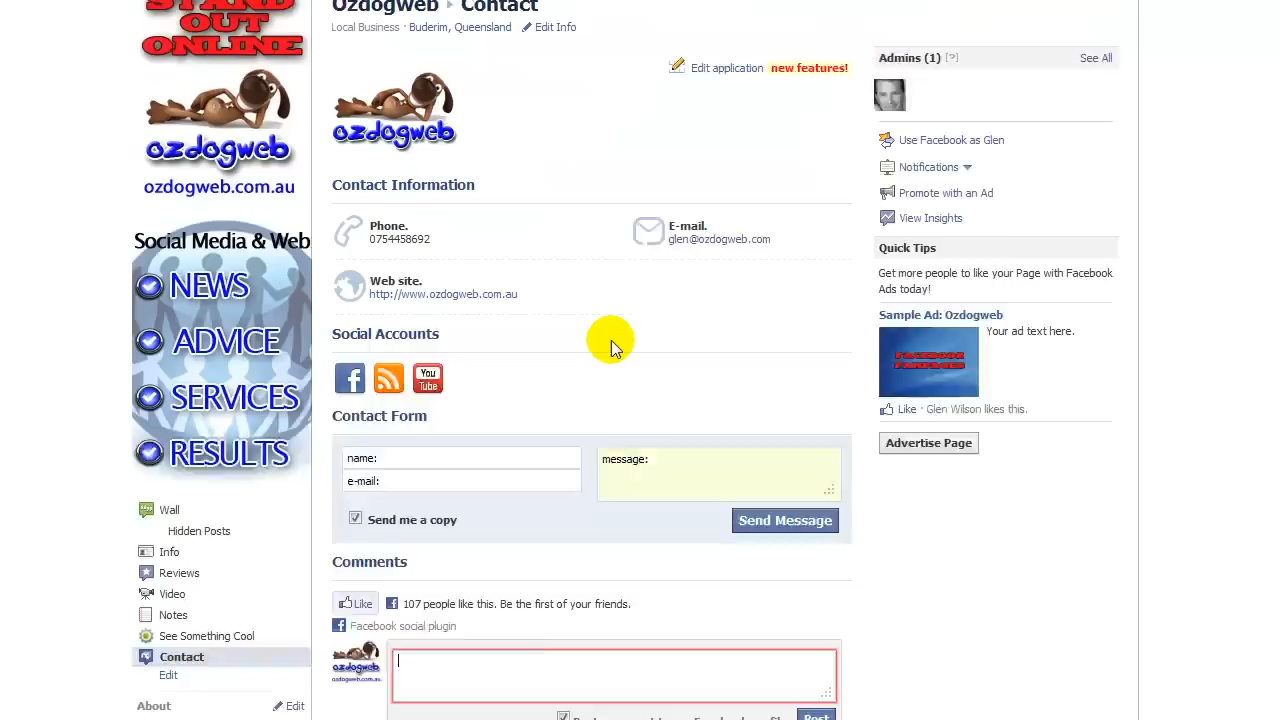 STAND
OUT
ONLINE
ozdogweb
ozdogweb.com.au
Social Media & Web
NEWS
ADVICE
SERVICES
RESULTS
Wall
Hidden Posts
Info
Reviews
Video
Notes
See Something Cool
Contact
Edit
About Edit
Ozdogweb Contact
Local Business · Buderim, Queensland Edit Info
Edit application new features!
ozdogweb
Contact Information
Phone.
0754458692
E-mail.
glen@ozdogweb.com
Web site.
http://www.ozdogweb.com.au
Social Accounts
You
Tube
Contact Form
name:
e-mail:
message:
Send me a copy
Send Message
Comments
Like 107 people like this. Be the first of your friends.
Facebook social plugin
ozdogweb
ozdogweb.com.au
Post
Admins (1) [?] See All
Use Facebook as Glen
Notifications
Promote with an Ad
View Insights
Quick Tips
Get more people to like your Page with Facebook
Ads today!
Sample Ad: Ozdogweb
Your ad text here.
FACEBOOK
FANPAGES
Like · Glen Wilson likes this.
Advertise Page